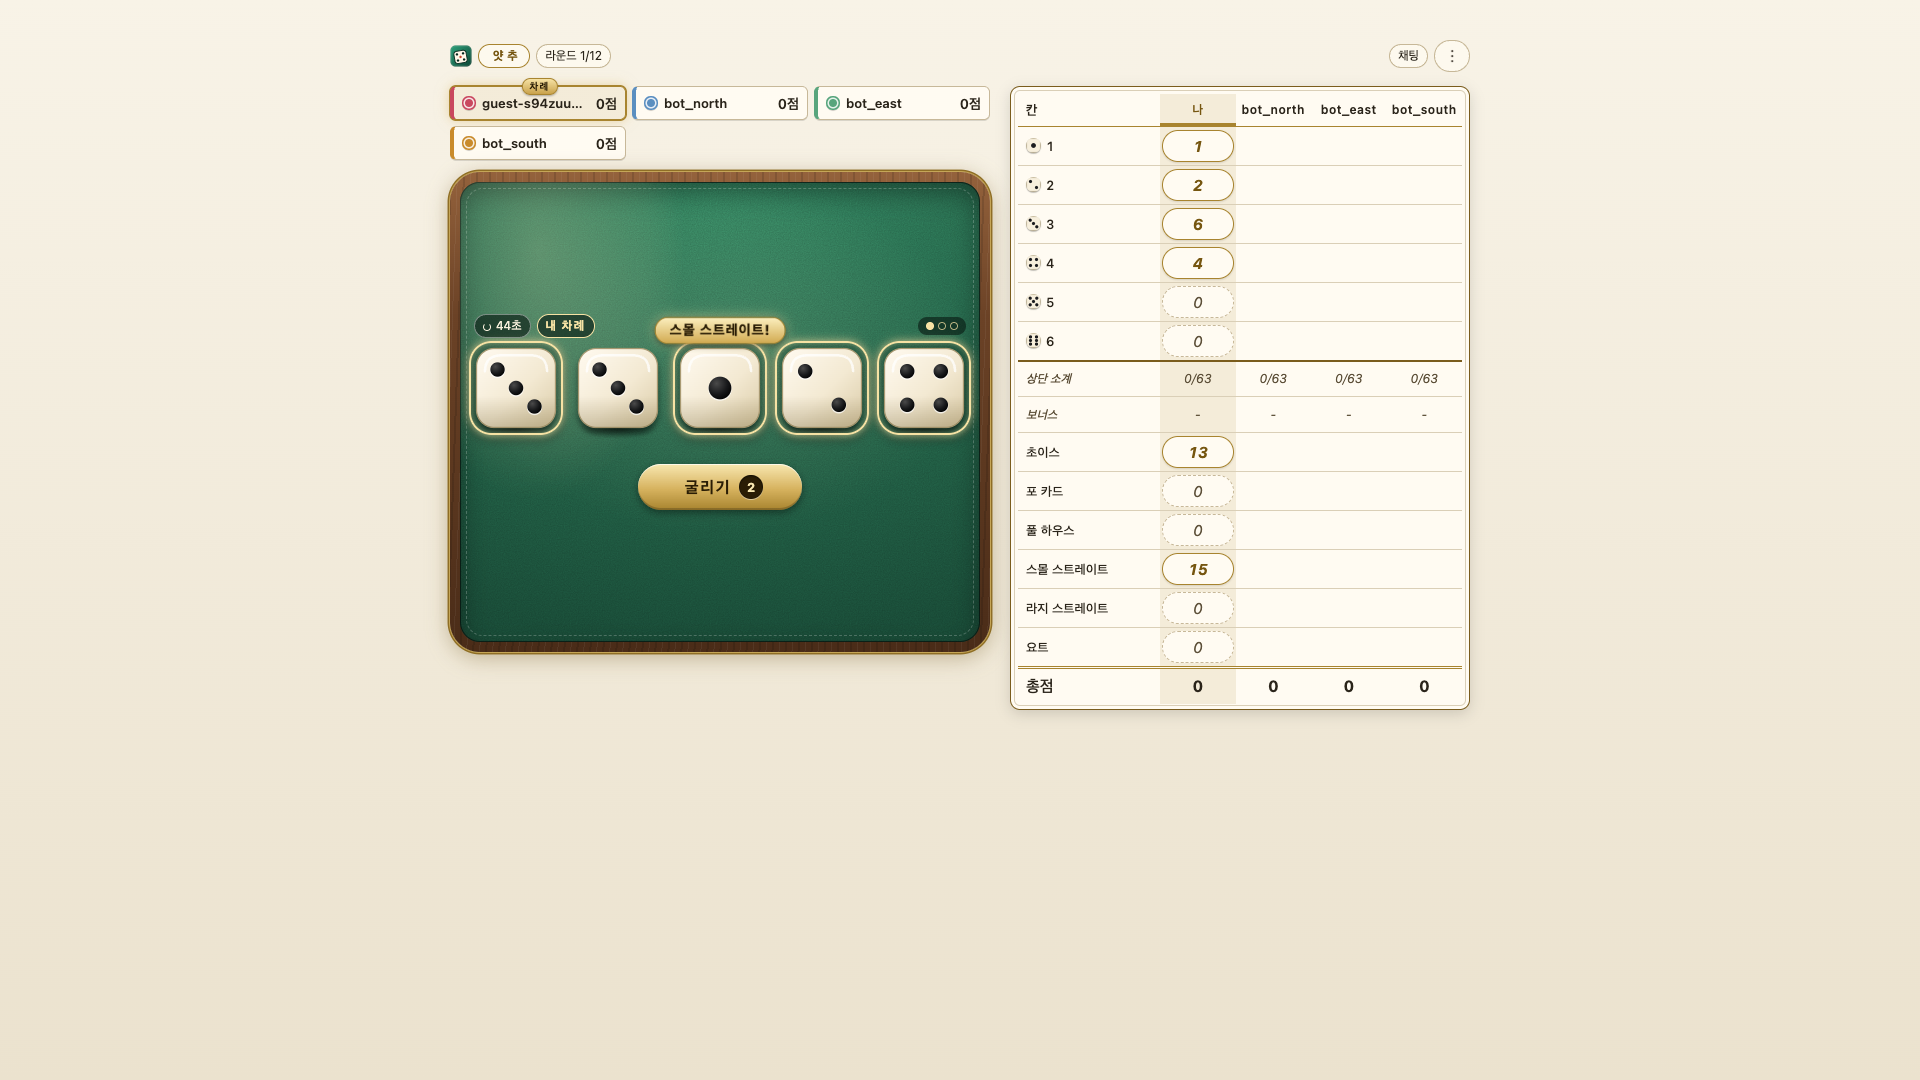 얏 추
라운드 1/12
채팅
차례
guest-s94zuu... 0점
bot_north 0점
bot_east 0점
bot_south 0점
44초
내 차례
스몰 스트레이트!
굴리기 2
칸 나 bot_north bot_east bot_south
1 1
2 2
3 6
4 4
5 0
6 0
상단 소계 0/63 0/63 0/63 0/63
보너스 - - - -
초이스 13
포 카드 0
풀 하우스 0
스몰 스트레이트 15
라지 스트레이트 0
요트 0
총점 0 0 0 0